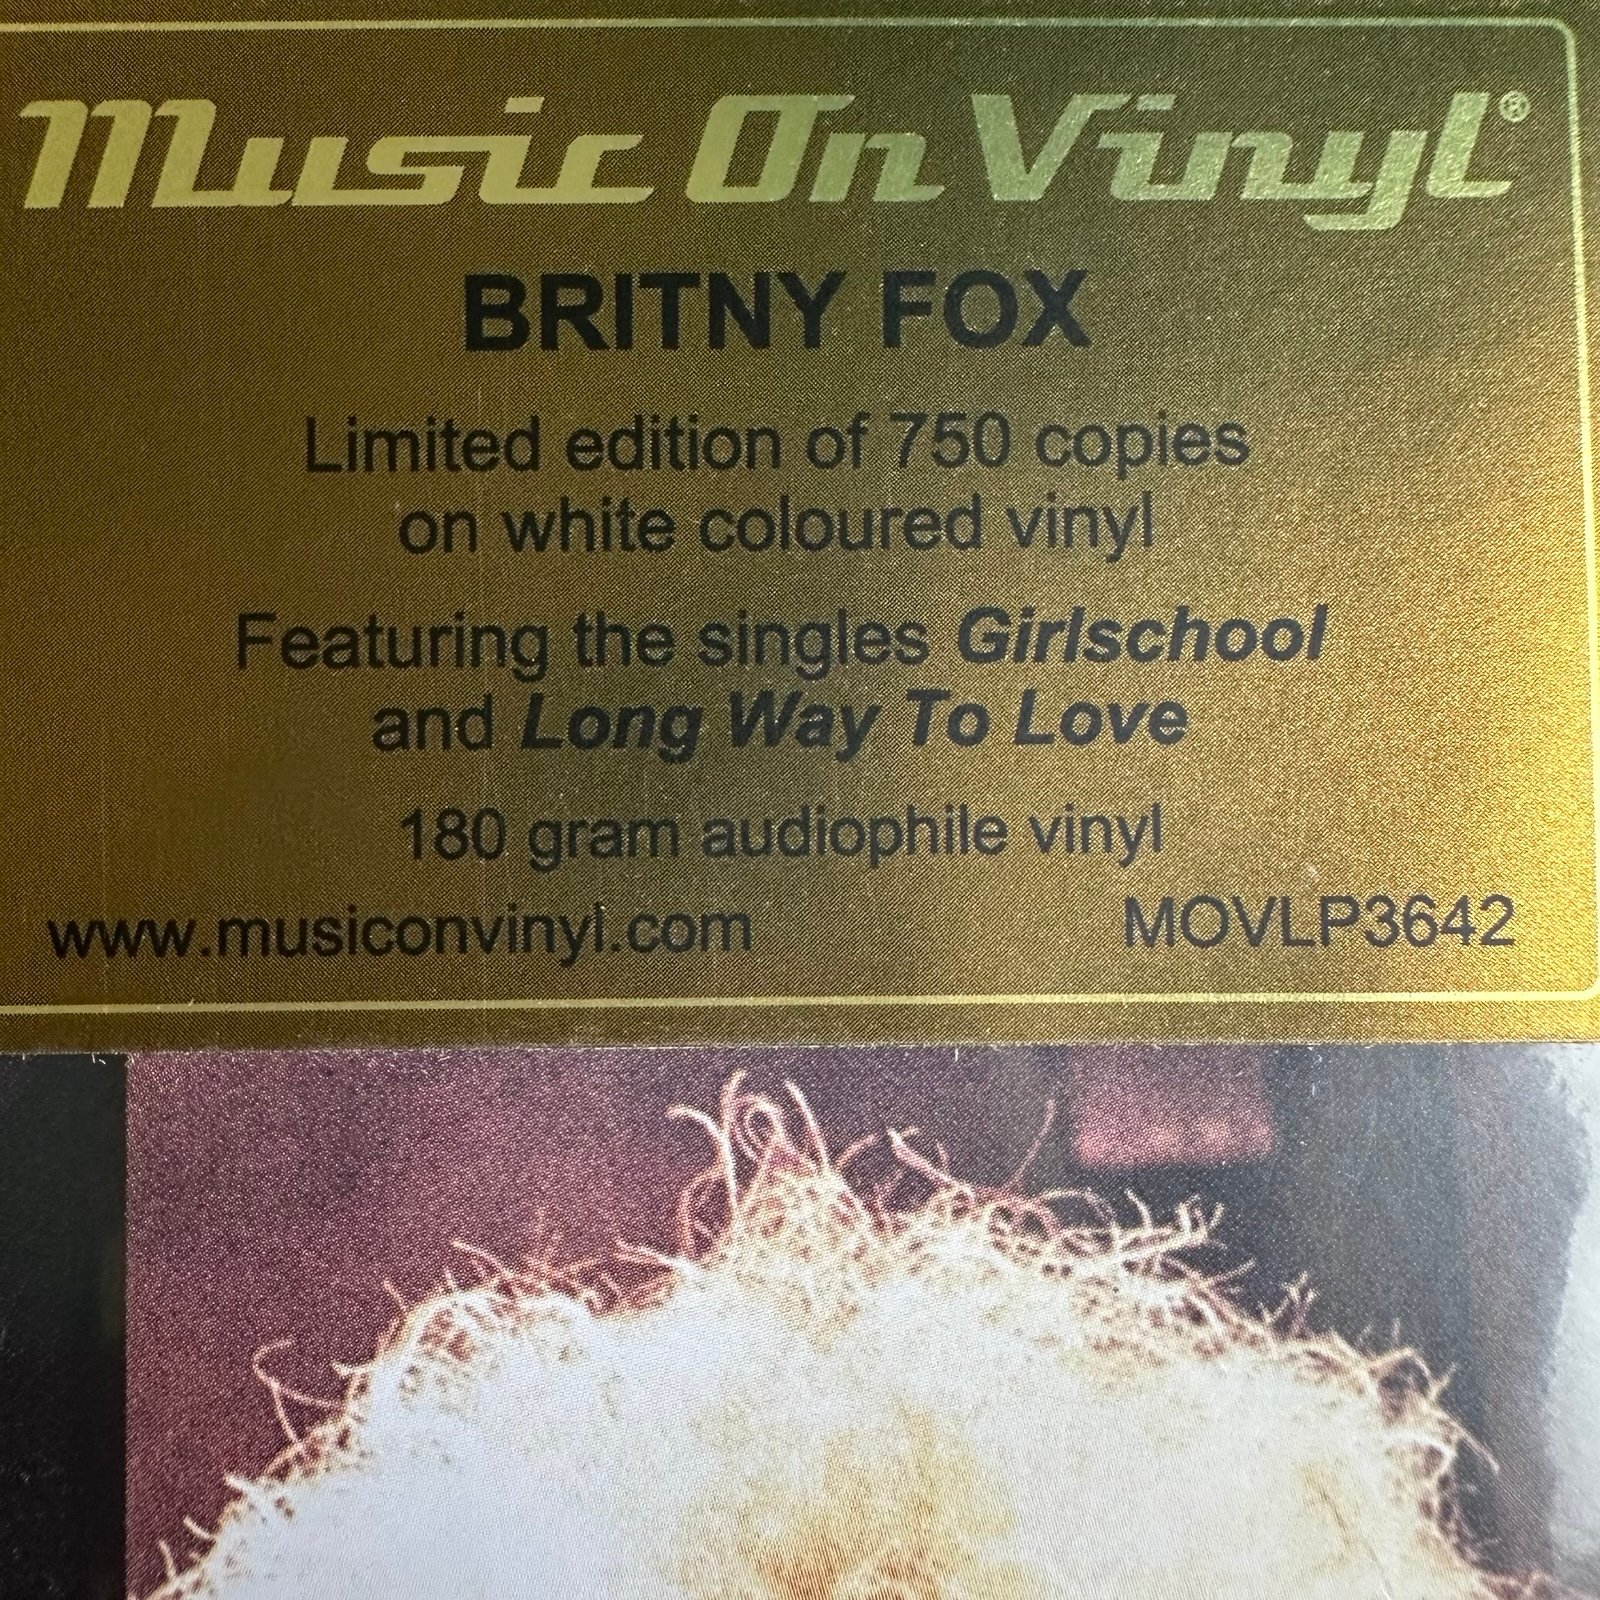 Music On Vinyl®
BRITNY FOX
Limited edition of 750 copies
on white coloured vinyl
Featuring the singles Girlschool
and Long Way To Love
180 gram audiophile vinyl
www.musiconvinyl.com MOVLP3642